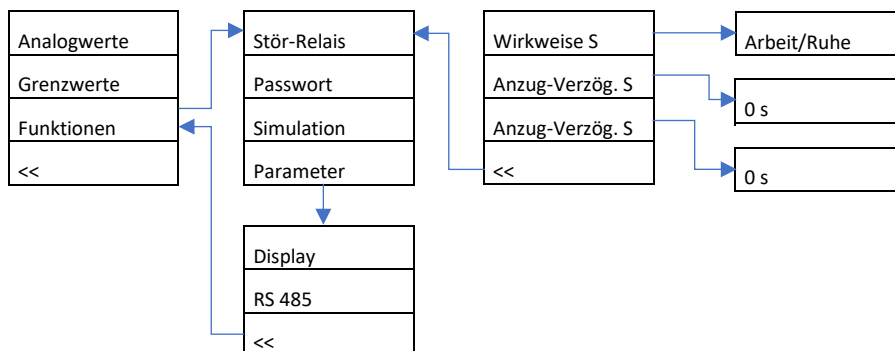 Analogwerte
Grenzwerte
Funktionen
<<
Stör-Relais
Passwort
Simulation
Parameter
Display
RS 485
<<
Wirkweise S
Anzug-Verzög. S
Anzug-Verzög. S
<<
Arbeit/Ruhe
0 s
0 s